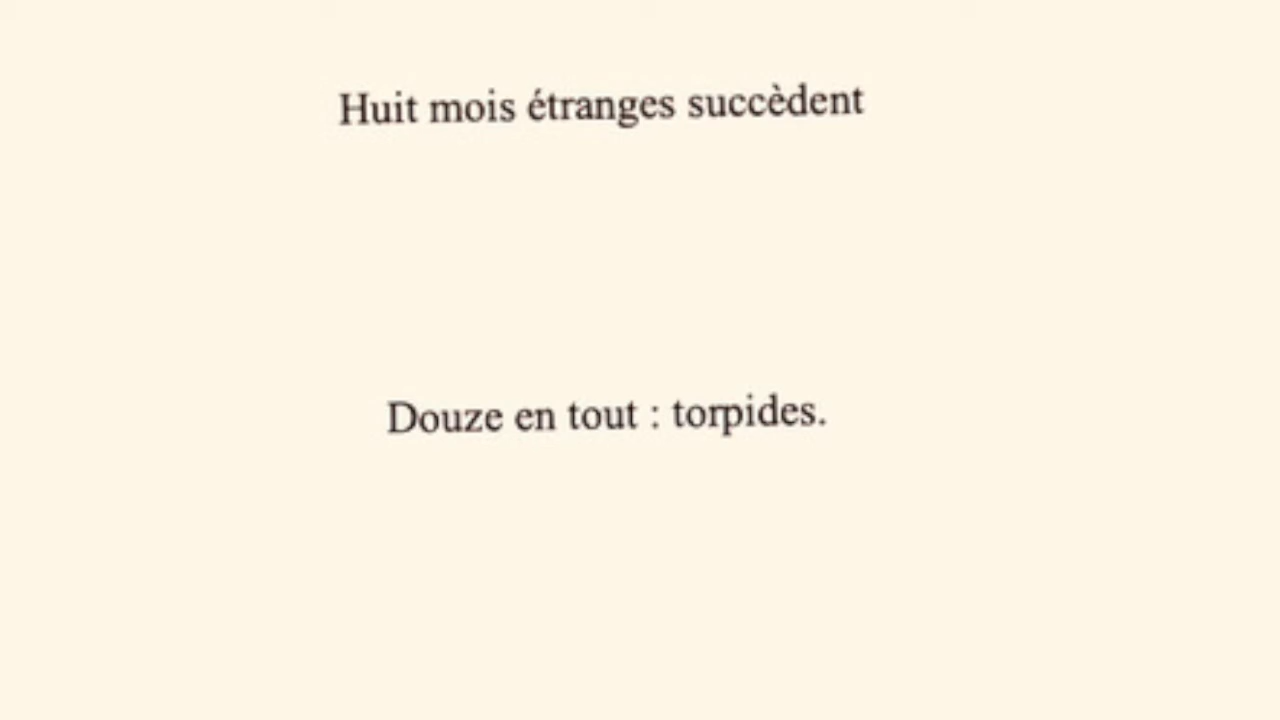 Huit mois étranges succèdent
Douze en tout : torpides.